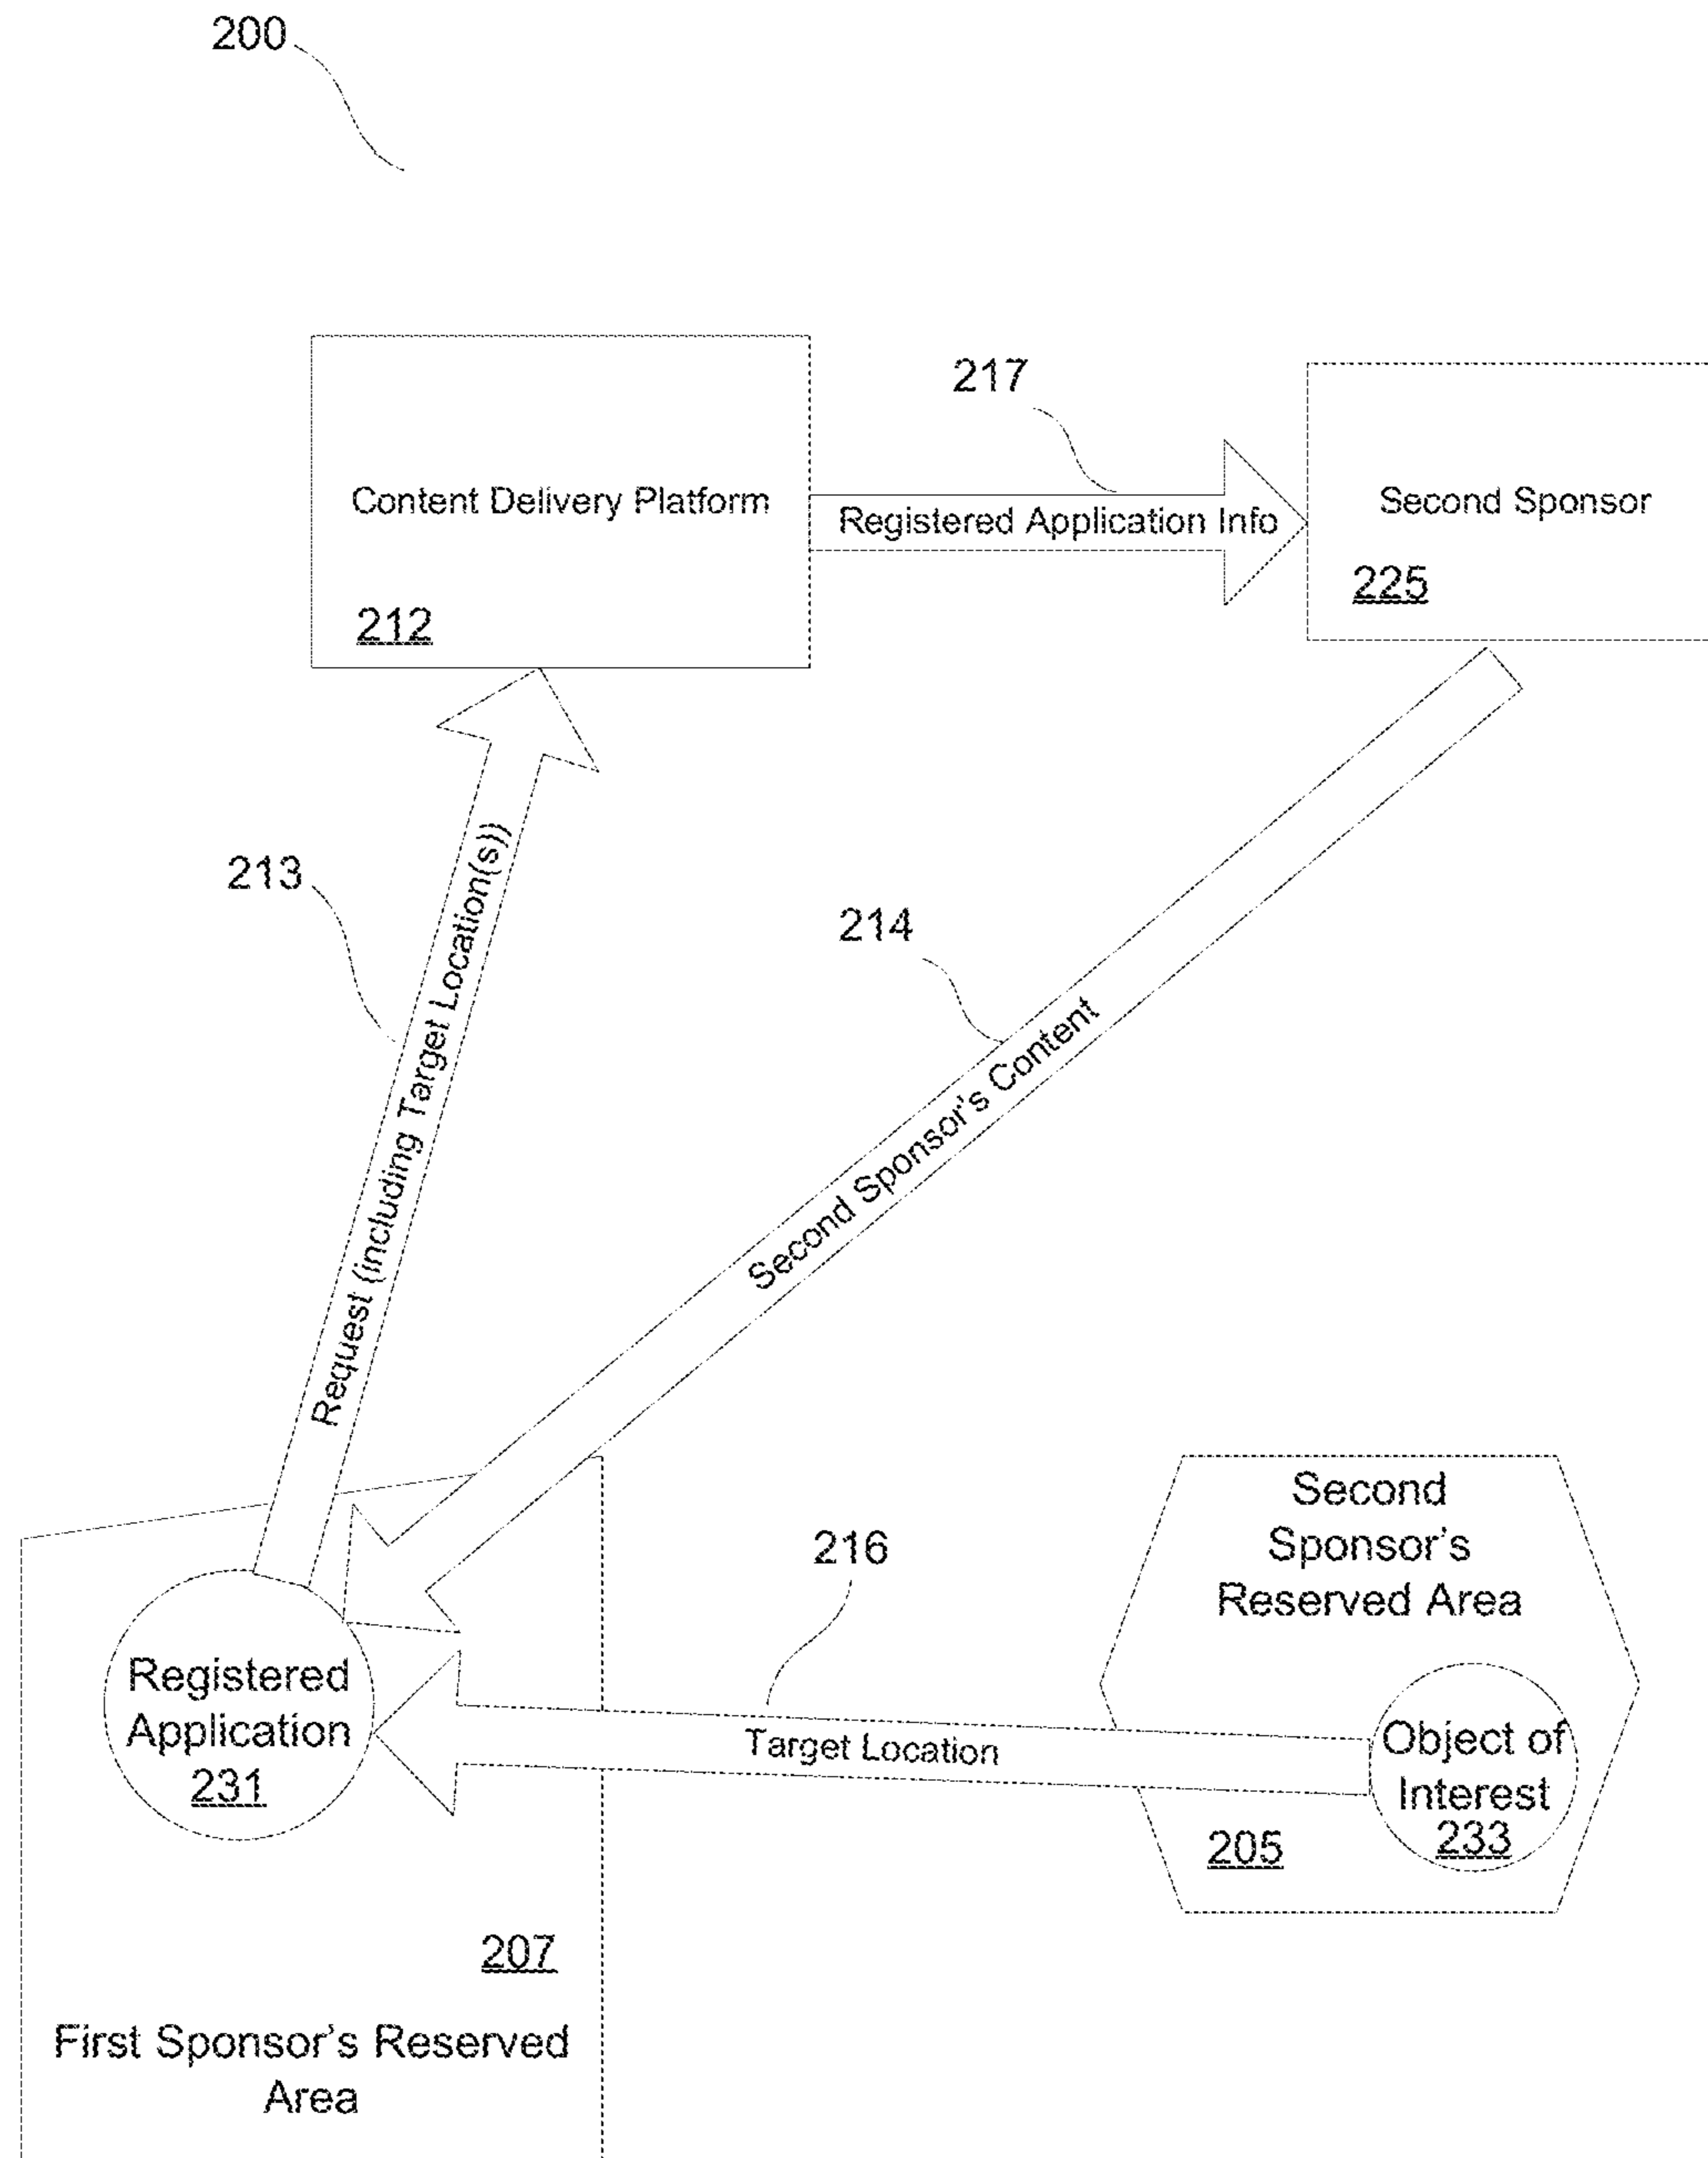 200
217
Content Delivery Platform
212
Registered Application Info
Second Sponsor
225
213
Request (including Target Location(s))
214
Second Sponsor's Content
216
Second
Sponsor's
Reserved Area
Registered
Application
231
Target Location
Object of
Interest
233
205
207
First Sponsor's Reserved
Area